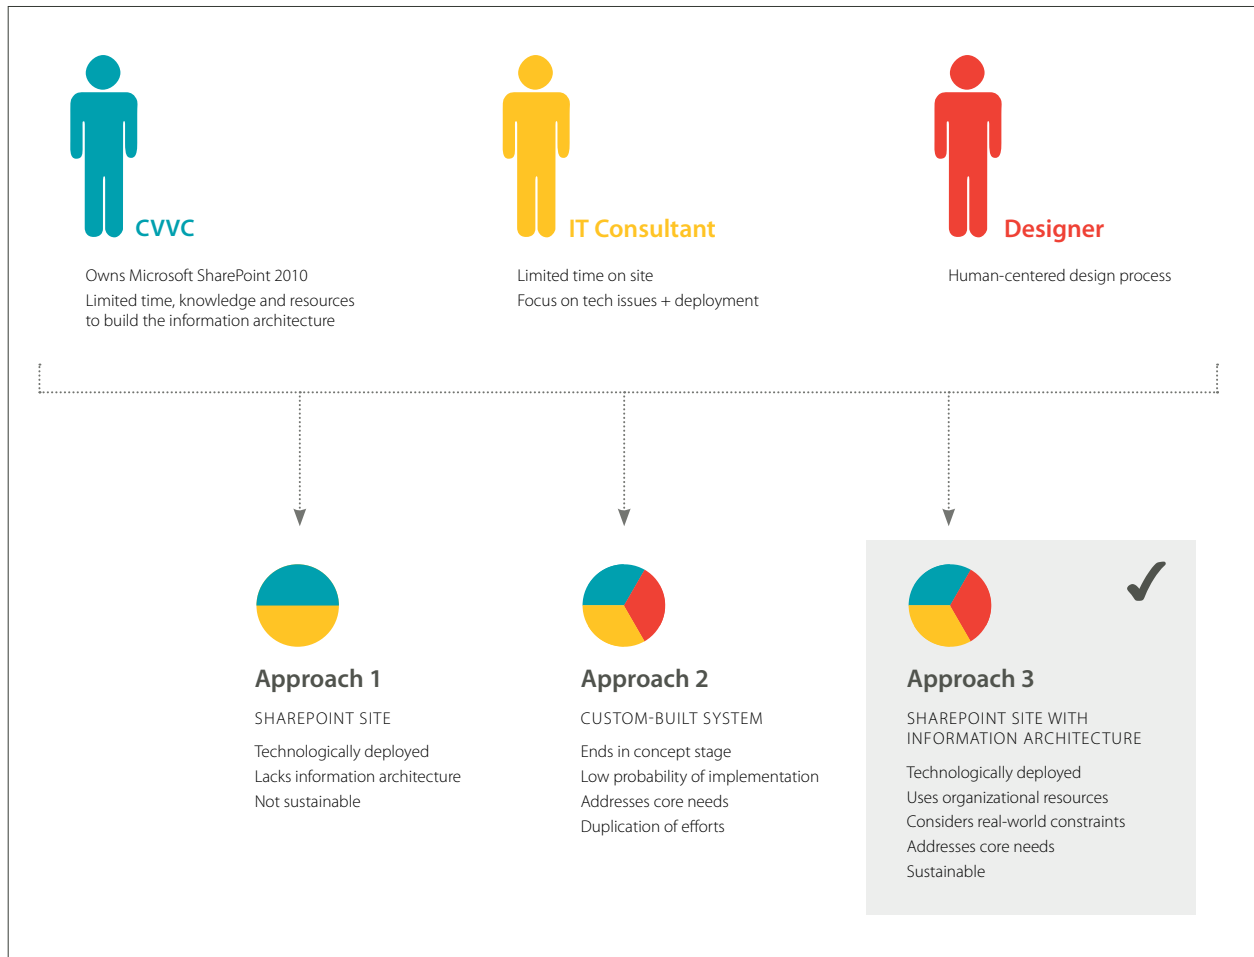 CVVC
Owns Microsoft SharePoint 2010
Limited time, knowledge and resources
to build the information architecture
IT Consultant
Limited time on site
Focus on tech issues + deployment
Designer
Human-centered design process
Approach 1
SHAREPOINT SITE
Technologically deployed
Lacks information architecture
Not sustainable
Approach 2
CUSTOM-BUILT SYSTEM
Ends in concept stage
Low probability of implementation
Addresses core needs
Duplication of efforts
Approach 3
SHAREPOINT SITE WITH
INFORMATION ARCHITECTURE
Technologically deployed
Uses organizational resources
Considers real-world constraints
Addresses core needs
Sustainable